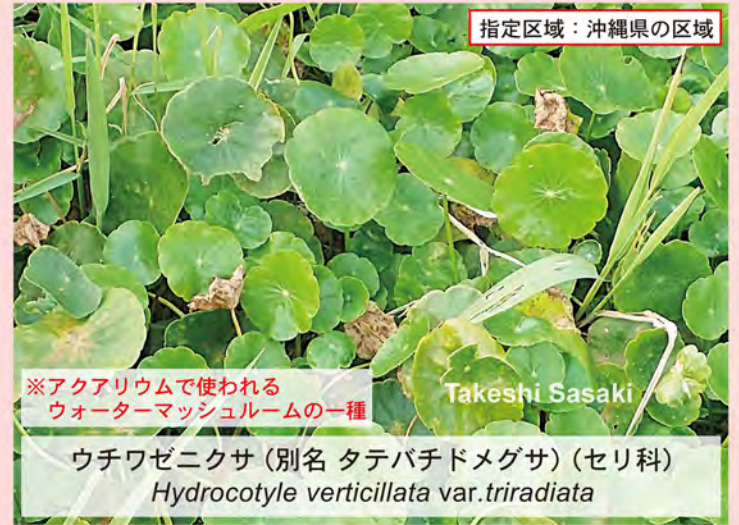 指定区域：沖縄県の区域
※アクアリウムで使われる
ウォーターマッシュルームの一種
Takeshi Sasaki
ウチワゼニクサ（別名 タテバチドメグサ）（セリ科）
Hydrocotyle verticillata var.triradiata